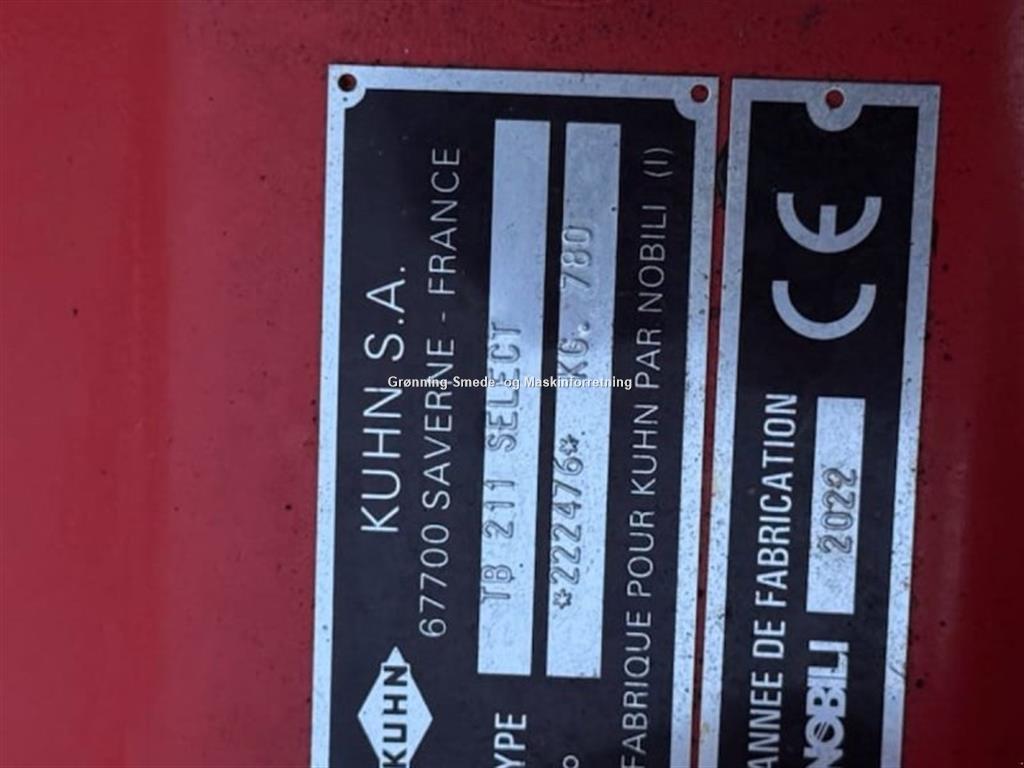 KUHN
KUHN S.A.
67700 SAVERNE - FRANCE
YPE TB 211 SELECT
*222476* KG. 780
FABRIQUE POUR KUHN PAR NOBILI (I)
ANNEE DE FABRICATION
NOBILI 2022
CE
Grønning Smede- og Maskinforretning